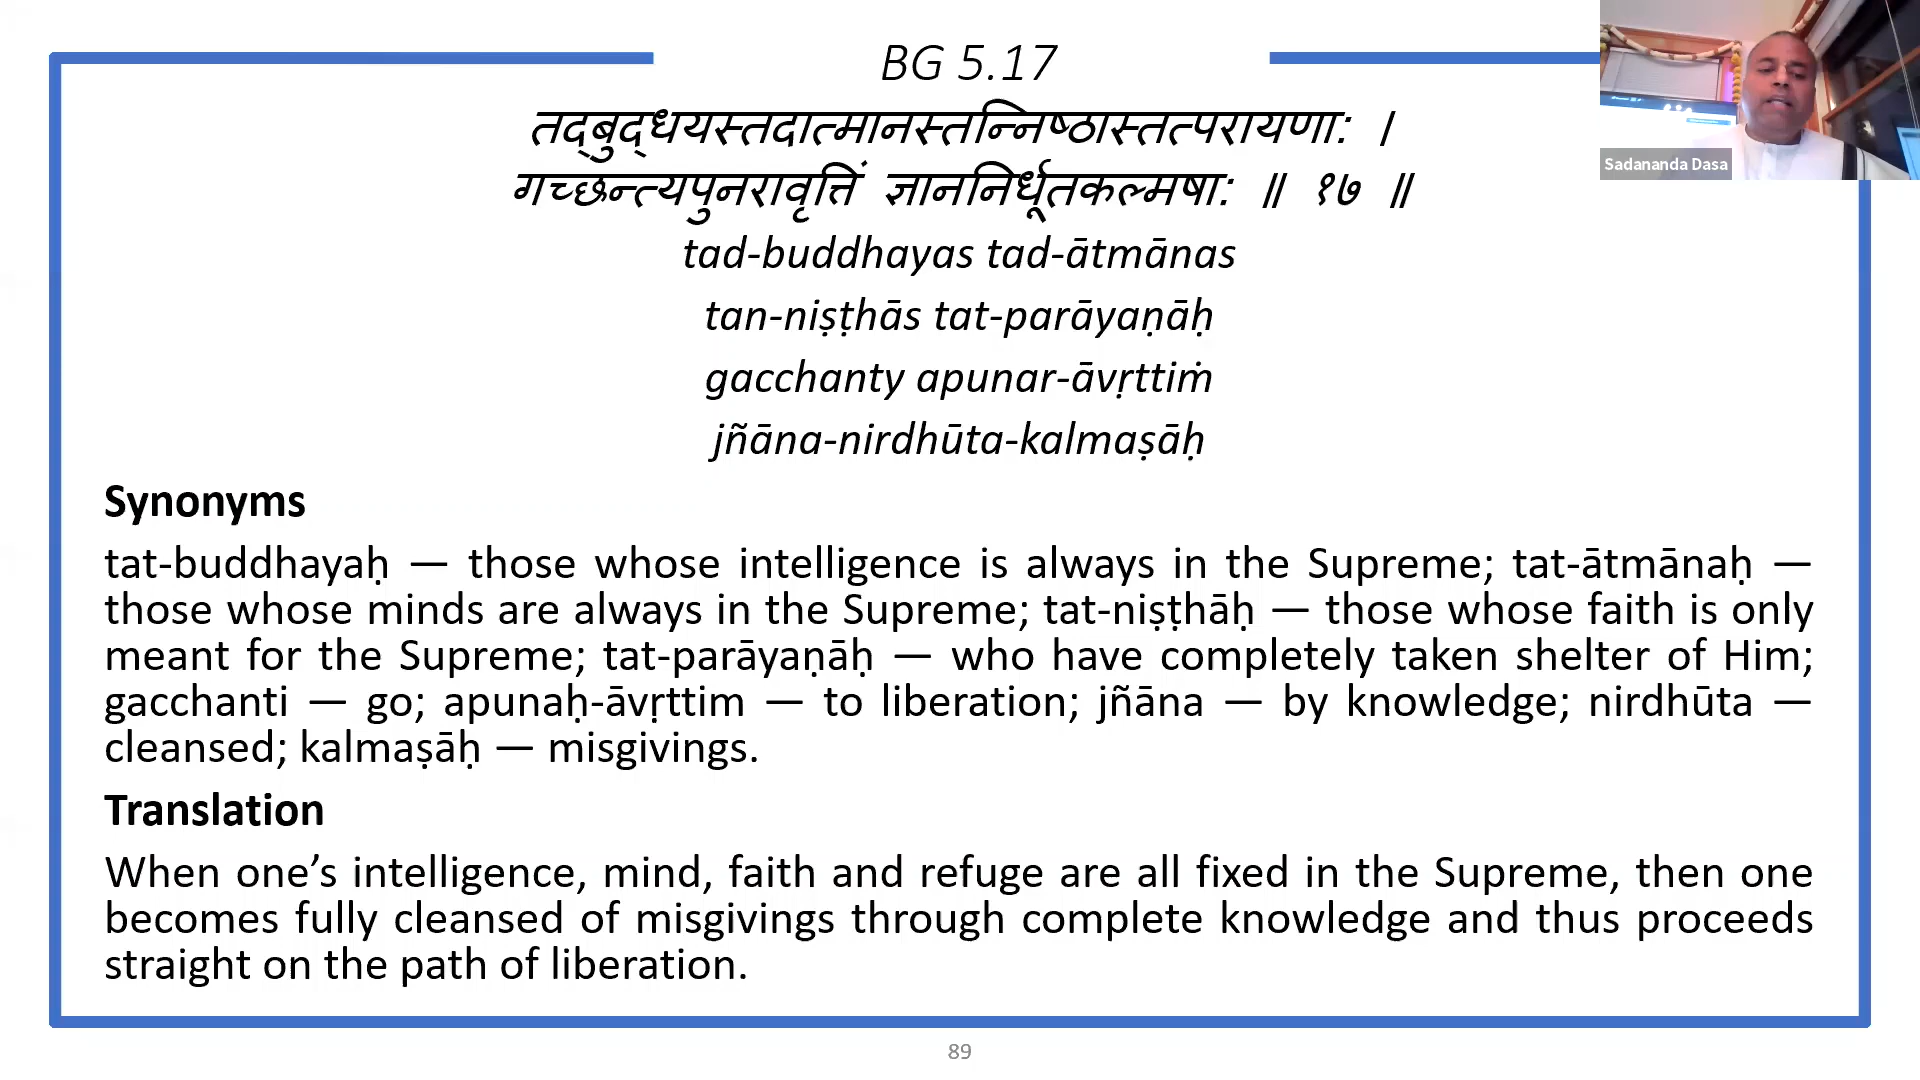 BG 5.17
Sadananda Dasa
तद्‍बुद्धयस्तदात्मानस्तन्निष्ठास्तत्परायणाः ।
गच्छन्त्यपुनरावृत्तिं ज्ञाननिर्धूतकल्मषाः ॥ १७ ॥
tad-buddhayas tad-ātmānas
tan-niṣṭhās tat-parāyaṇāḥ
gacchanty apunar-āvṛttiṁ
jñāna-nirdhūta-kalmaṣāḥ
Synonyms
tat-buddhayaḥ — those whose intelligence is always in the Supreme; tat-ātmānaḥ —
those whose minds are always in the Supreme; tat-niṣṭhāḥ — those whose faith is only
meant for the Supreme; tat-parāyaṇāḥ — who have completely taken shelter of Him;
gacchanti — go; apunaḥ-āvṛttim — to liberation; jñāna — by knowledge; nirdhūta —
cleansed; kalmaṣāḥ — misgivings.
Translation
When one’s intelligence, mind, faith and refuge are all fixed in the Supreme, then one
becomes fully cleansed of misgivings through complete knowledge and thus proceeds
straight on the path of liberation.
89